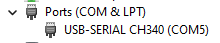 Ports (COM & LPT)
USB-SERIAL CH340 (COM5)